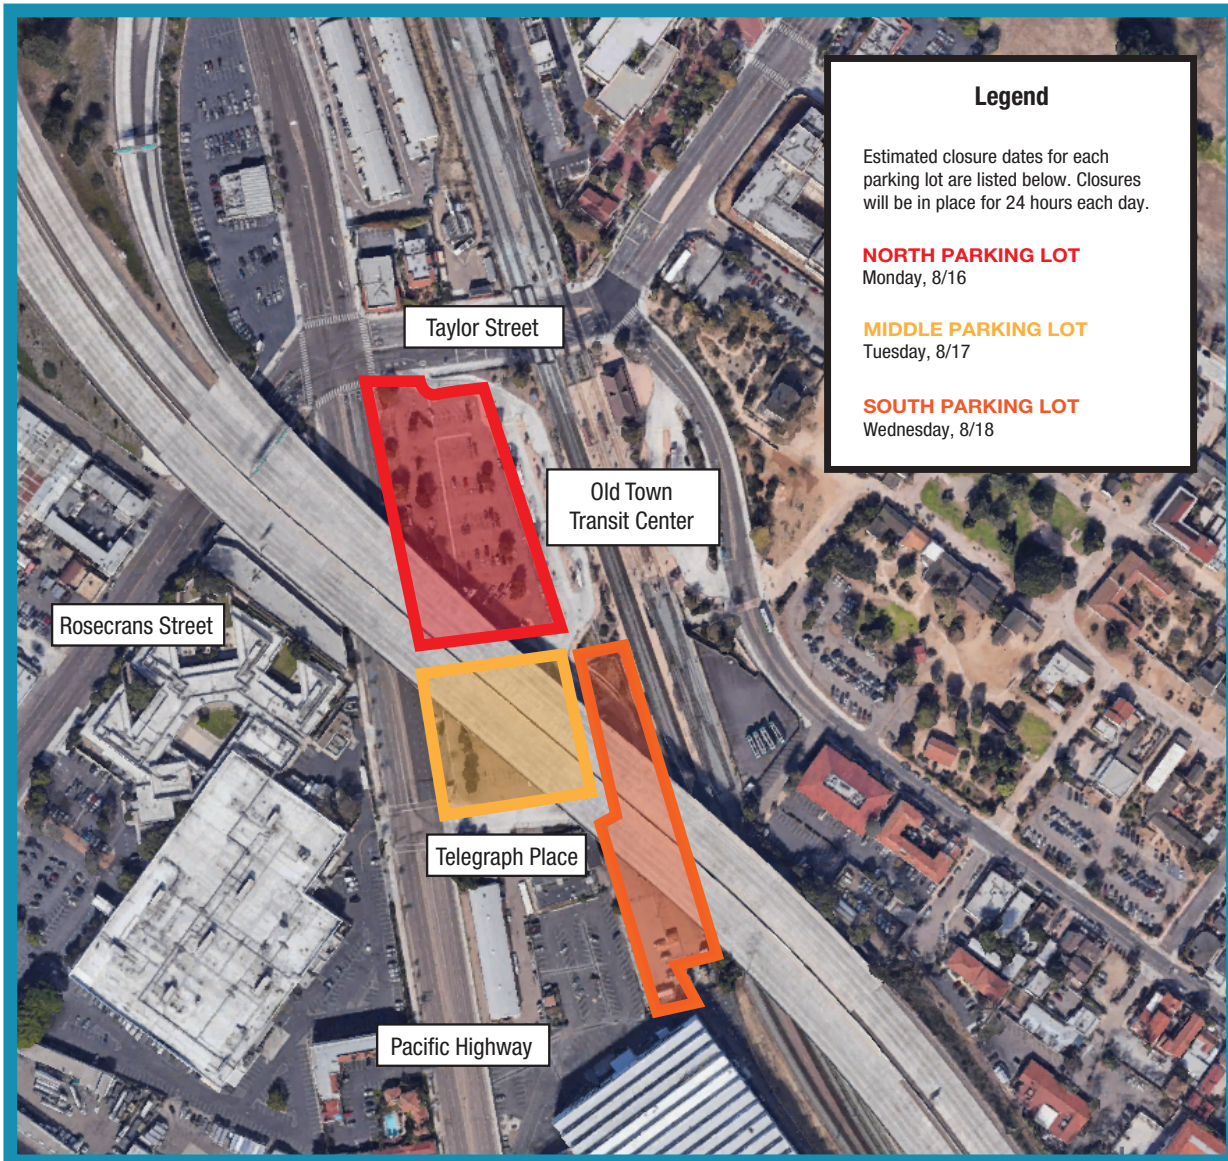 Legend
Estimated closure dates for each
parking lot are listed below. Closures
will be in place for 24 hours each day.
NORTH PARKING LOT
Monday, 8/16
MIDDLE PARKING LOT
Tuesday, 8/17
SOUTH PARKING LOT
Wednesday, 8/18
Taylor Street
Old Town
Transit Center
Rosecrans Street
Telegraph Place
Pacific Highway